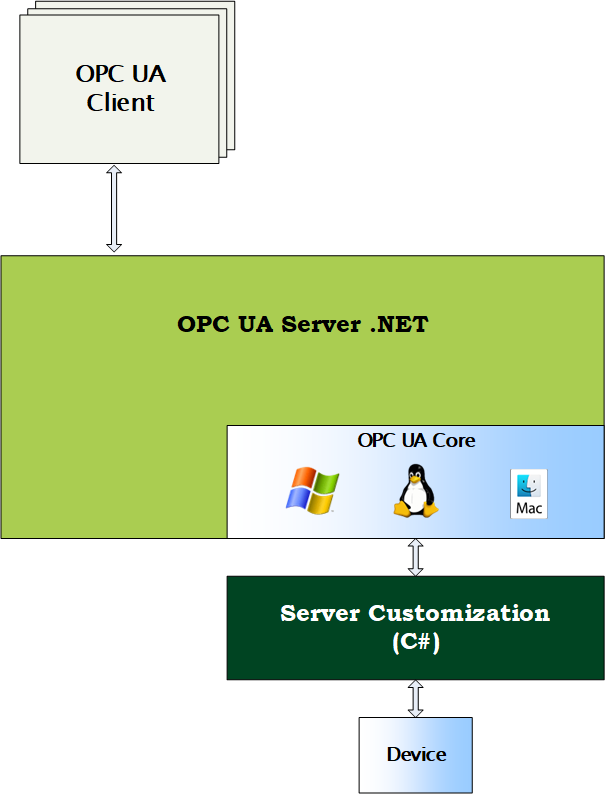 OPC UA
Client
OPC UA Server .NET
OPC UA Core
Mac
Server Customization
(C#)
Device